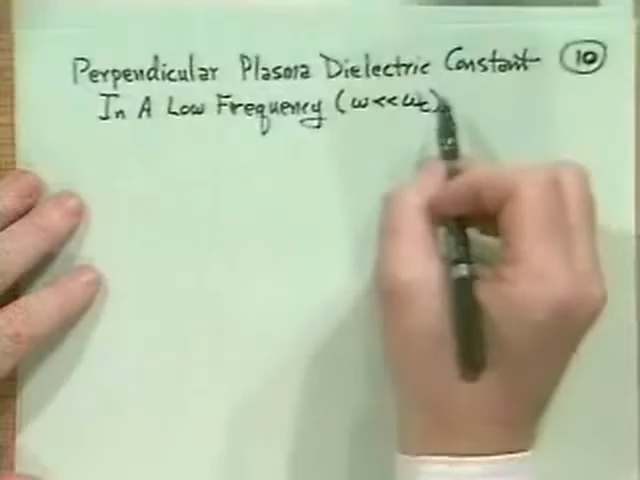 Perpendicular Plasma Dielectric Constant 10
In A Low Frequency (ω<<ωc)